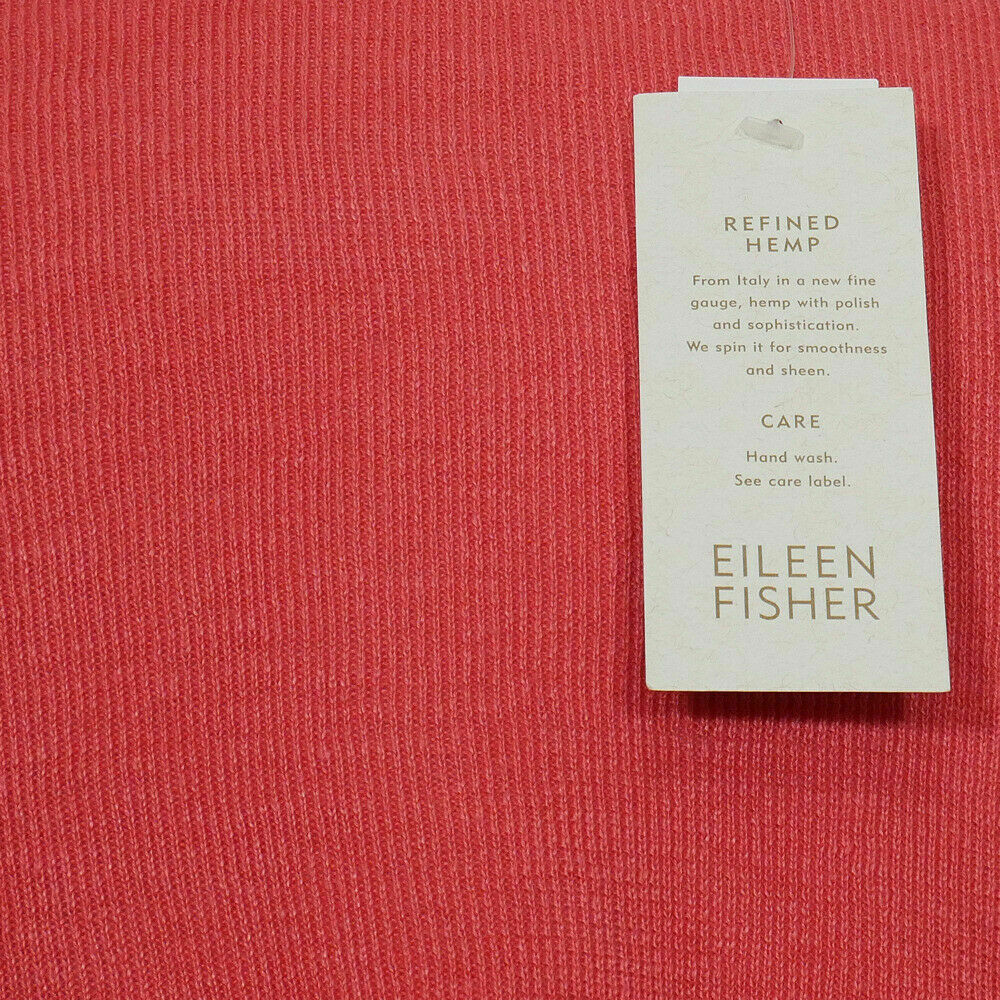 REFINED
HEMP
From Italy in a new fine
gauge, hemp with polish
and sophistication.
We spin it for smoothness
and sheen.
CARE
Hand wash.
See care label.
EILEEN
FISHER